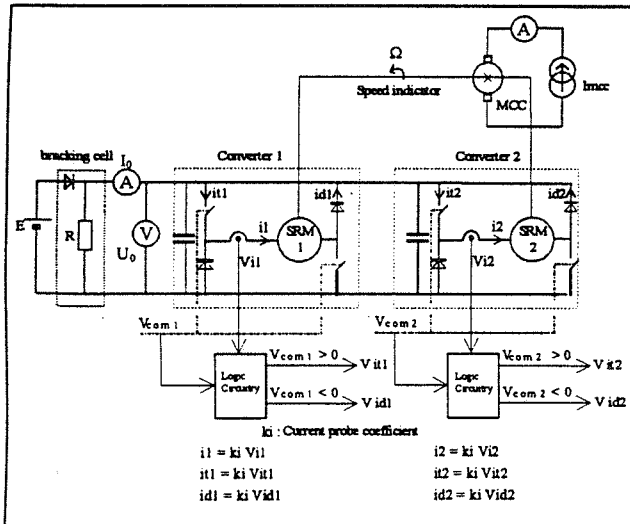 A
Ω
Speed indicator
MCC
Imcc
bracking cell
I0
Converter 1
Converter 2
A
it1
id1
it2
id2
E
R
V
U0
i1
SRM
1
Vi1
i2
SRM
2
Vi2
Vcom 1
Vcom 2
Logic
Circuitry
Vcom 1 > 0
V it1
Vcom 1 < 0
V id1
Logic
Circuitry
Vcom 2 > 0
V it2
Vcom 2 < 0
V id2
ki : Current probe coefficient
i1 = ki Vi1
it1 = ki Vit1
id1 = ki Vid1
i2 = ki Vi2
it2 = ki Vit2
id2 = ki Vid2